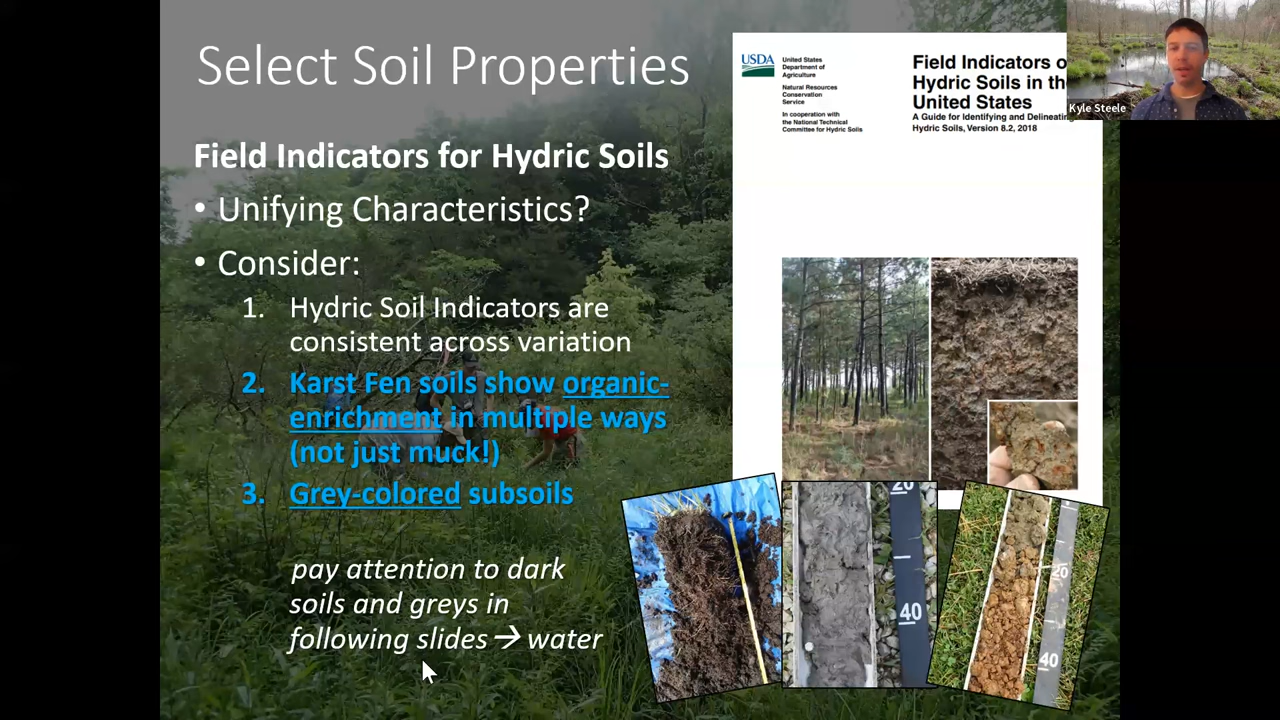 Select Soil Properties
Field Indicators for Hydric Soils
• Unifying Characteristics?
• Consider:
1. Hydric Soil Indicators are
consistent across variation
2. Karst Fen soils show organic-
enrichment in multiple ways
(not just muck!)
3. Grey-colored subsoils
pay attention to dark
soils and greys in
following slides → water
USDA
United States
Department of
Agriculture
Natural Resources
Conservation
Service
In cooperation with
the National Technical
Committee for Hydric Soils
Field Indicators o
Hydric Soils in the
United States
A Guide for Identifying and Delineating
Hydric Soils, Version 8.2, 2018
Kyle Steele
20
40
20
40